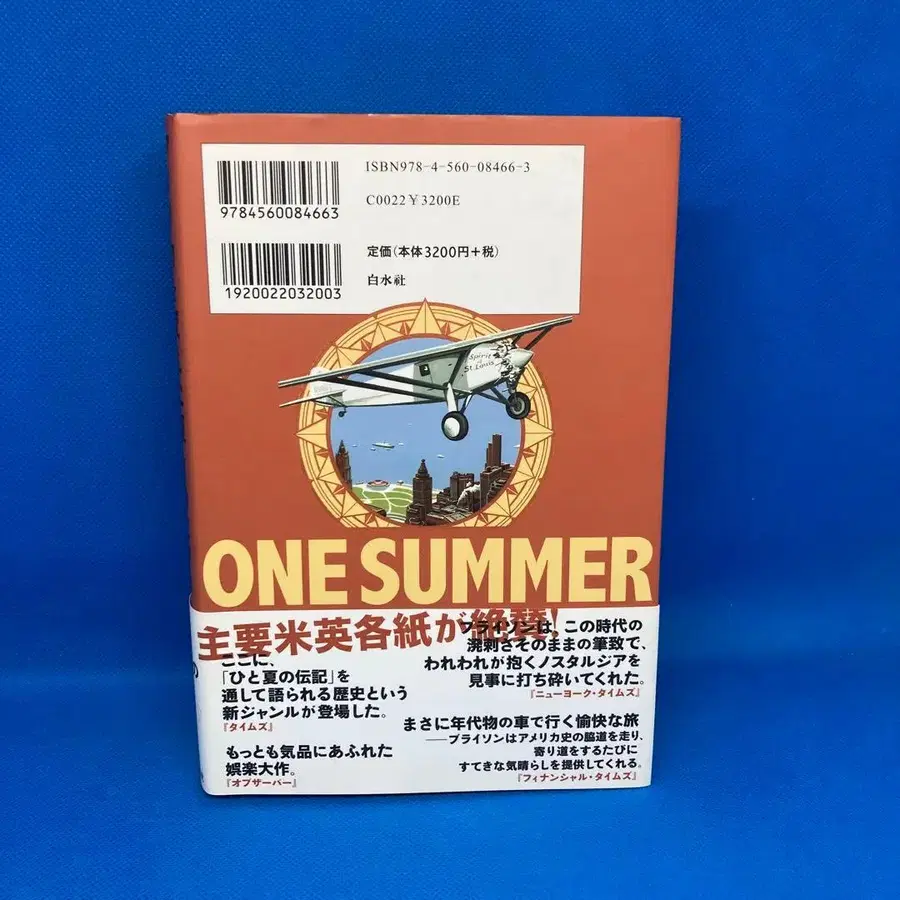 ISBN978-4-560-08466-3
9784560084663
C0022 ¥3200E
定価(本体3200円+税)
白水社
1920022032003
Spirit
of
St.Louis
ONE SUMMER
主要米英各紙が絶賛!
ここに、
「ひと夏の伝記」を
通して語られる歴史という
新ジャンルが登場した。
『タイムズ』
もっとも気品にあふれた
娯楽大作。
『オブザーバー』
ブライソンは、この時代の
溌剌さそのままの筆致で、
われわれが抱くノスタルジアを
見事に打ち砕いてくれた。
『ニューヨーク・タイムズ』
まさに年代物の車で行く愉快な旅
――ブライソンはアメリカ史の脇道を走り、
寄り道をするたびに
すてきな気晴らしを提供してくれる。
『フィナンシャル・タイムズ』